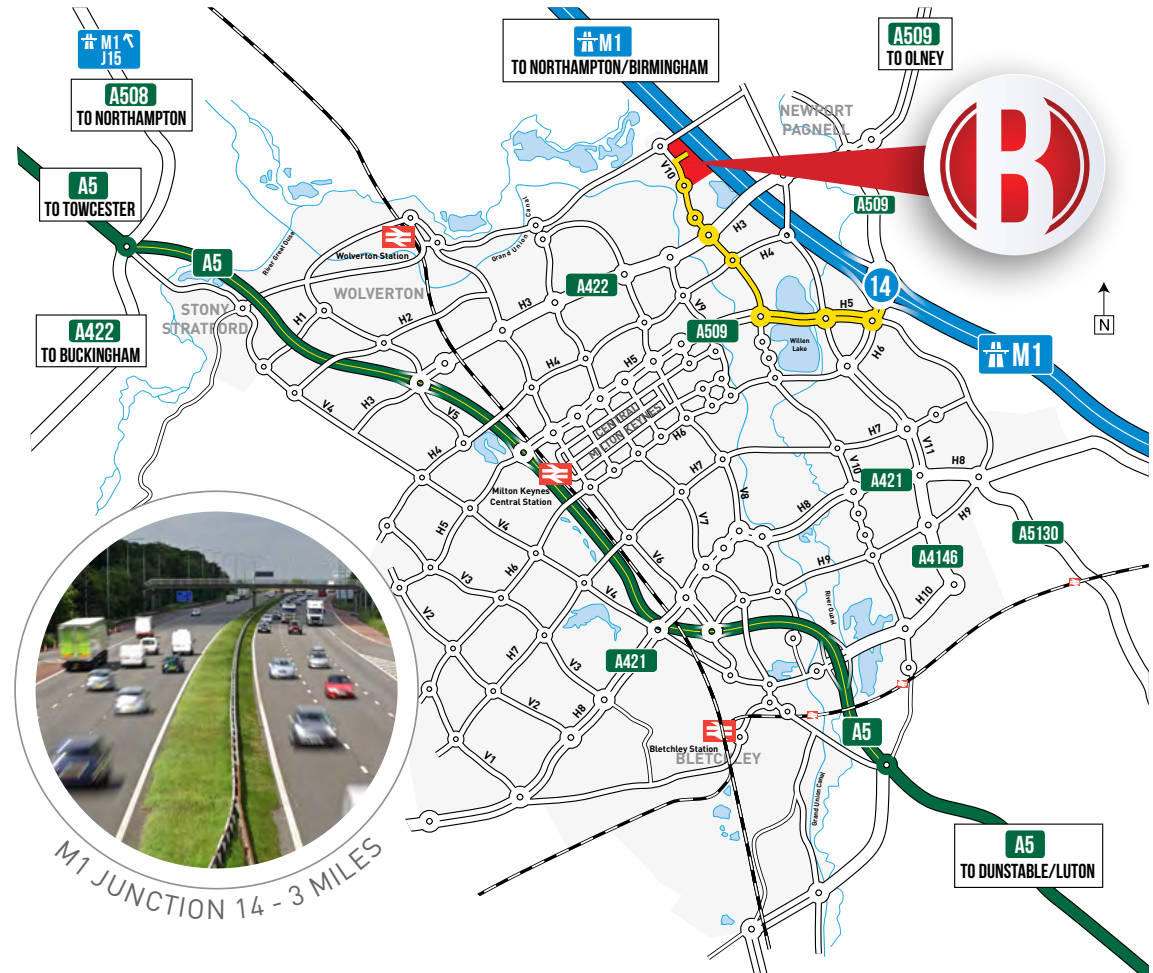 M1
J15
A508
TO NORTHAMPTON
M1
TO NORTHAMPTON/BIRMINGHAM
A509
TO OLNEY
NEWPORT
PAGNELL
B
V10
A5
TO TOWCESTER
A509
H3
H4
River Great Ouse
Grand Union Canal
Wolverton Station
A5
WOLVERTON
A422
14
STONY
STRATFORD
H1
H2
H3
V9
A509
H5
Willen
Lake
H6
N
M1
A422
TO BUCKINGHAM
V4
H3
V5
H4
H5
CENTRAL
MILTON KEYNES
H6
H7
V11
H4
H7
V8
V10
A421
H8
Milton Keynes
Central Station
H5
V4
V7
H8
H9
A5130
V3
H6
V6
H9
A4146
V2
V4
River Ouzel
H10
H7
V3
A421
V2
H8
V1
Bletchley Station
BLETCHLEY
A5
Grand Union Canal
A5
TO DUNSTABLE/LUTON
M1 JUNCTION 14 - 3 MILES